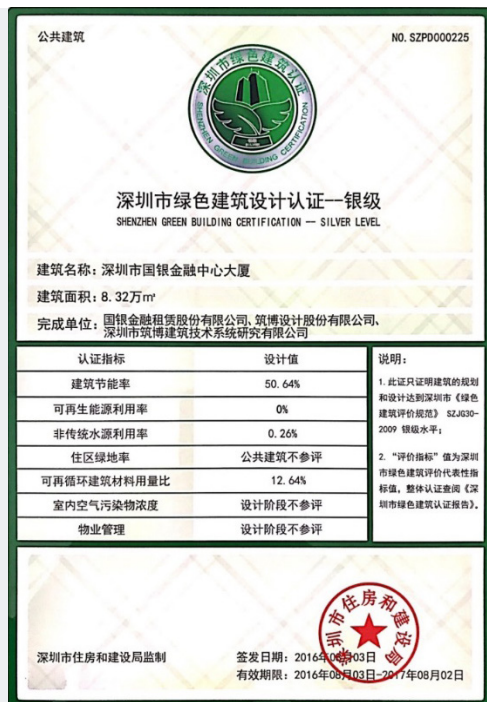 公共建筑
NO. SZPD000225
深圳市绿色建筑认证
SHENZHEN GREEN BUILDING CERTIFICATION
深圳市绿色建筑设计认证--银级
SHENZHEN GREEN BUILDING CERTIFICATION -- SILVER LEVEL
建筑名称：深圳市国银金融中心大厦
建筑面积：8.32万㎡
完成单位：国银金融租赁股份有限公司、筑博设计股份有限公司、
深圳市筑博建筑技术系统研究有限公司
认证指标 设计值
建筑节能率 50.64%
可再生能源利用率 0%
非传统水源利用率 0.26%
住区绿地率 公共建筑不参评
可再循环建筑材料用量比 12.64%
室内空气污染物浓度 设计阶段不参评
物业管理 设计阶段不参评
说明：
1. 此证只证明建筑的规划
和设计达到深圳市《绿色
建筑评价规范》 SZJG30-
2009 银级水平；
2. “评价指标”值为深圳
市绿色建筑评价代表性指
标值，整体认证查阅《深
圳市绿色建筑认证报告》。
深圳市住房和建设局监制
签发日期：2016年08月03日
有效期限：2016年08月03日-2017年08月02日
深圳市住房和建设局